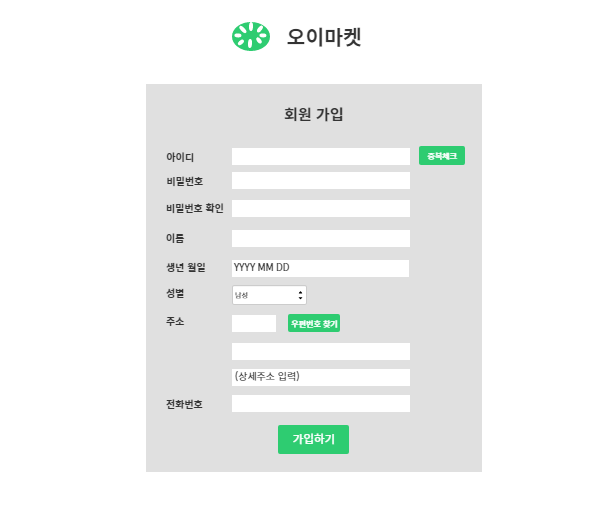 오이마켓
회원 가입
아이디 중복체크
비밀번호
비밀번호 확인
이름
생년 월일 YYYY MM DD
성별 남성
주소 우편번호 찾기
(상세주소 입력)
전화번호
가입하기